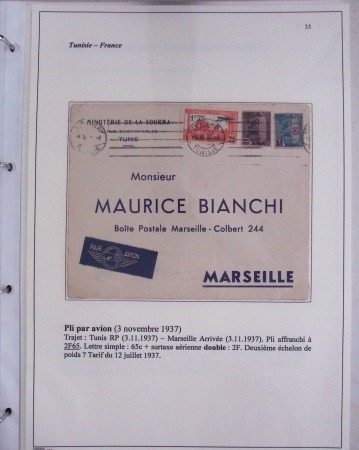 33
Tunisie – France
MINOTERIE DE LA SOUKRA
TUNIS
Monsieur
MAURICE BIANCHI
Boîte Postale Marseille - Colbert 244
PAR AVION
MARSEILLE
Pli par avion (3 novembre 1937)
Trajet : Tunis RP (3.11.1937) – Marseille Arrivée (3.11.1937). Pli affranchi à
2F65. Lettre simple : 65c + surtaxe aérienne double : 2F. Deuxième échelon de
poids ? Tarif du 12 juillet 1937.